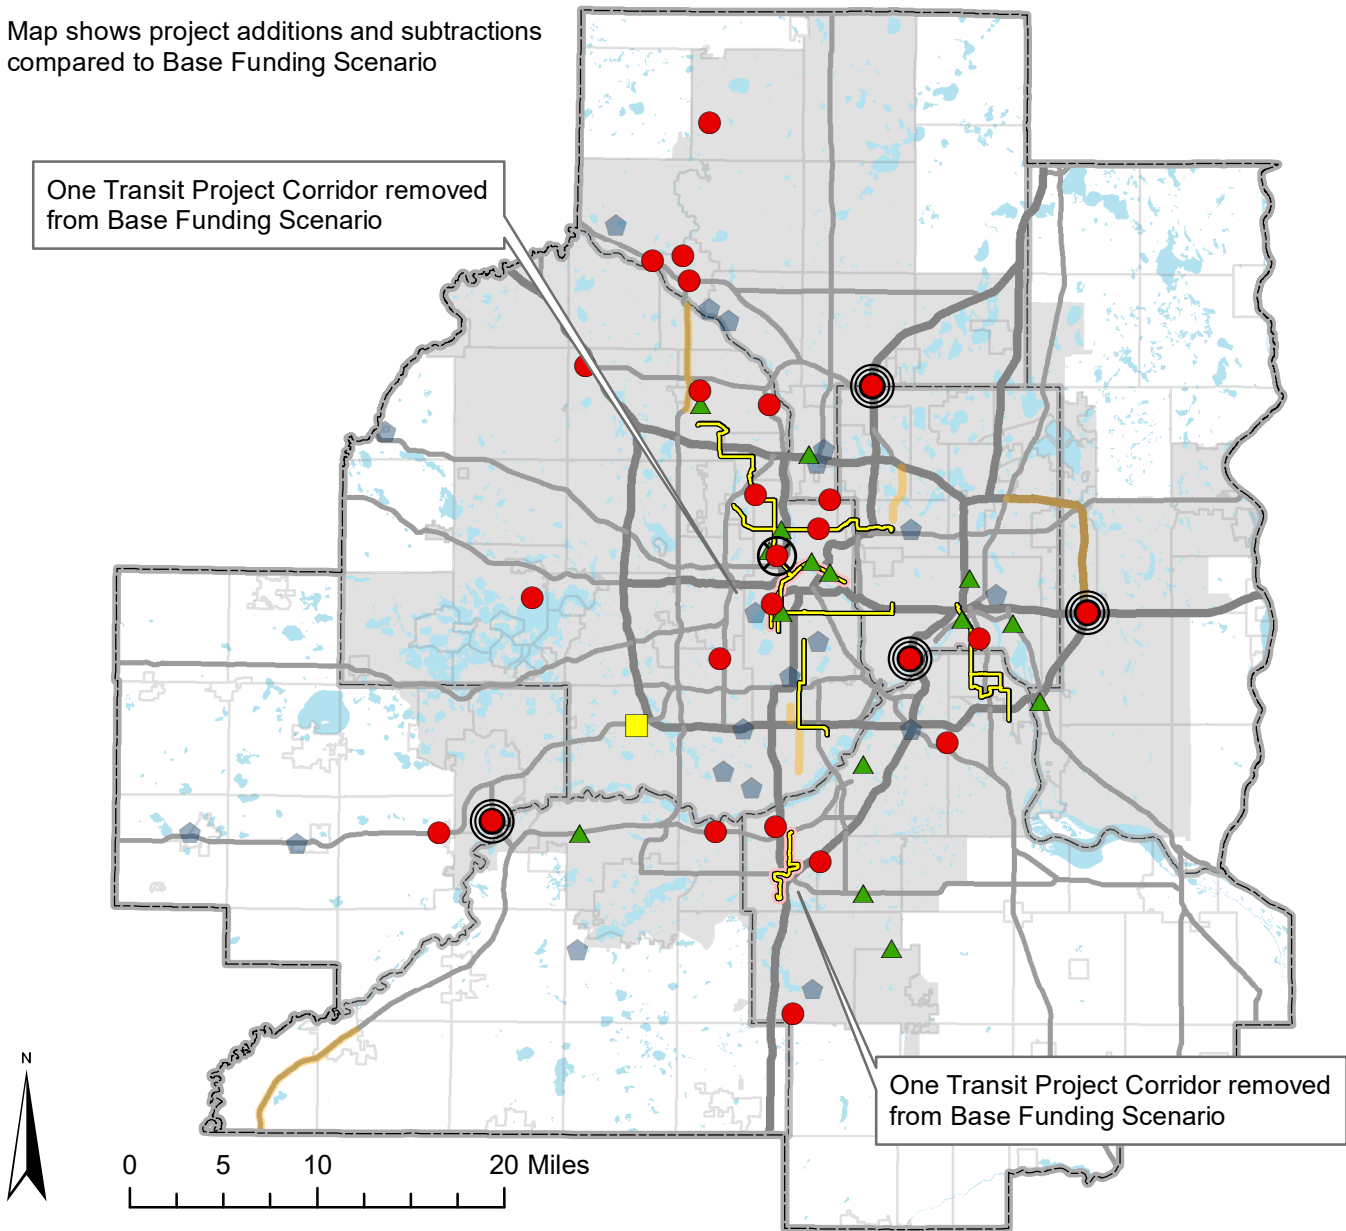 Map shows project additions and subtractions
compared to Base Funding Scenario
One Transit Project Corridor removed
from Base Funding Scenario
One Transit Project Corridor removed
from Base Funding Scenario
N
0 5 10 20 Miles